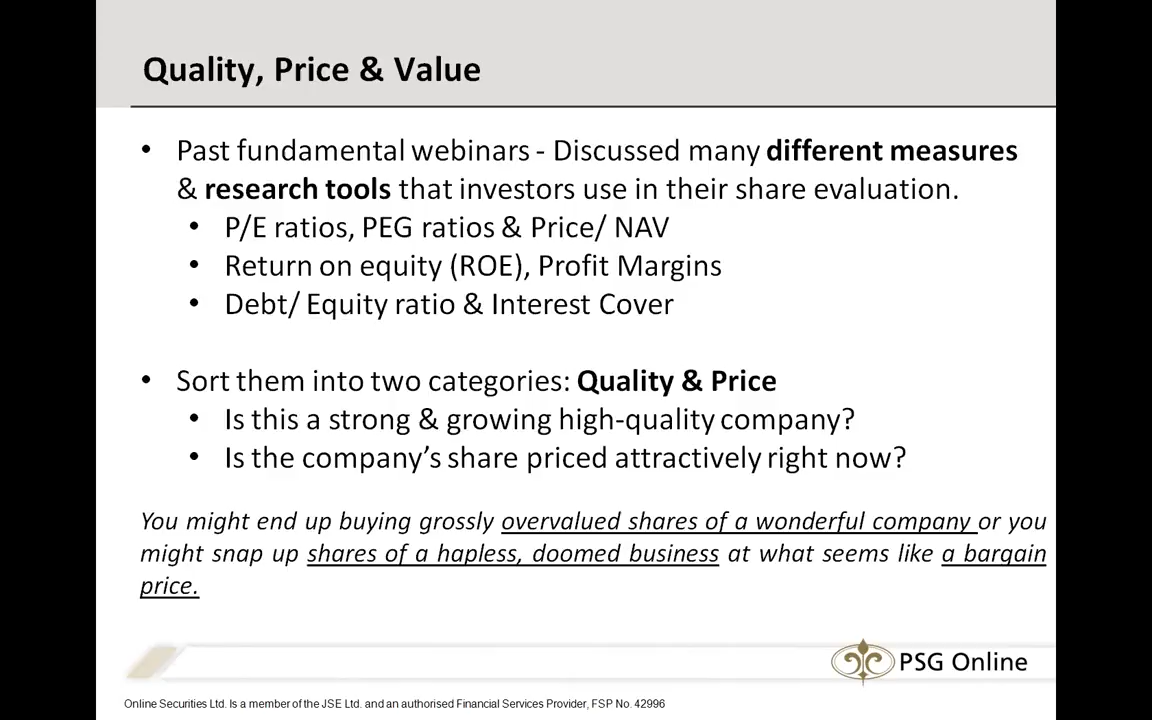 Quality, Price & Value
• Past fundamental webinars - Discussed many different measures
& research tools that investors use in their share evaluation.
• P/E ratios, PEG ratios & Price/ NAV
• Return on equity (ROE), Profit Margins
• Debt/ Equity ratio & Interest Cover
• Sort them into two categories: Quality & Price
• Is this a strong & growing high-quality company?
• Is the company’s share priced attractively right now?
You might end up buying grossly overvalued shares of a wonderful company or you
might snap up shares of a hapless, doomed business at what seems like a bargain
price.
PSG Online
Online Securities Ltd. Is a member of the JSE Ltd. and an authorised Financial Services Provider, FSP No. 42996